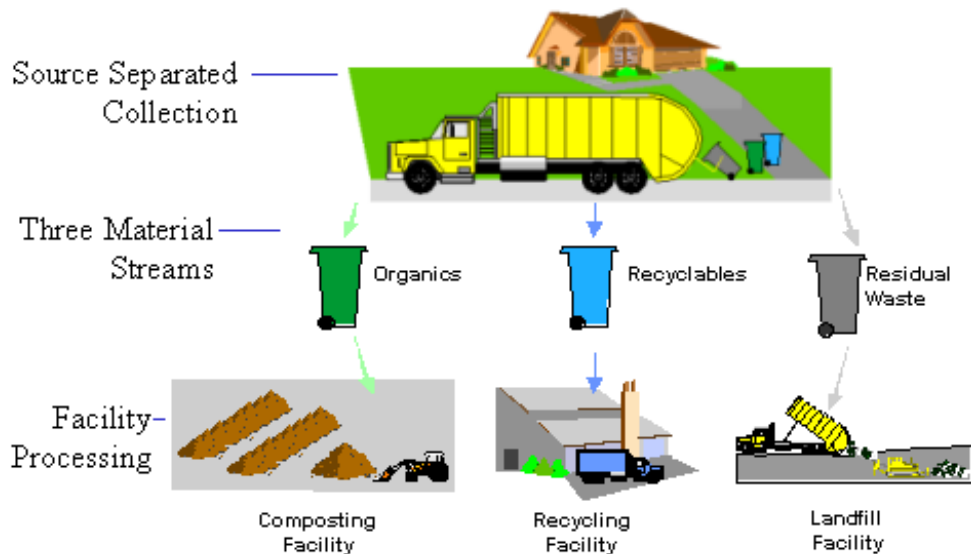 Source Separated
Collection
Three Material
Streams
Organics
Recyclables
Residual
Waste
Facility
Processing
Composting
Facility
Recycling
Facility
Landfill
Facility